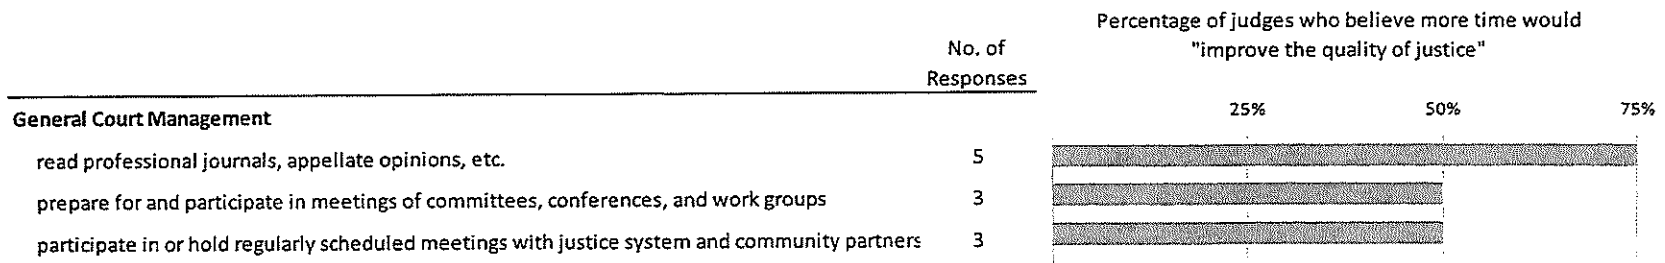 Percentage of judges who believe more time would
"improve the quality of justice"
No. of
Responses
General Court Management
25% 50% 75%
read professional journals, appellate opinions, etc. 5
prepare for and participate in meetings of committees, conferences, and work groups 3
participate in or hold regularly scheduled meetings with justice system and community partners 3